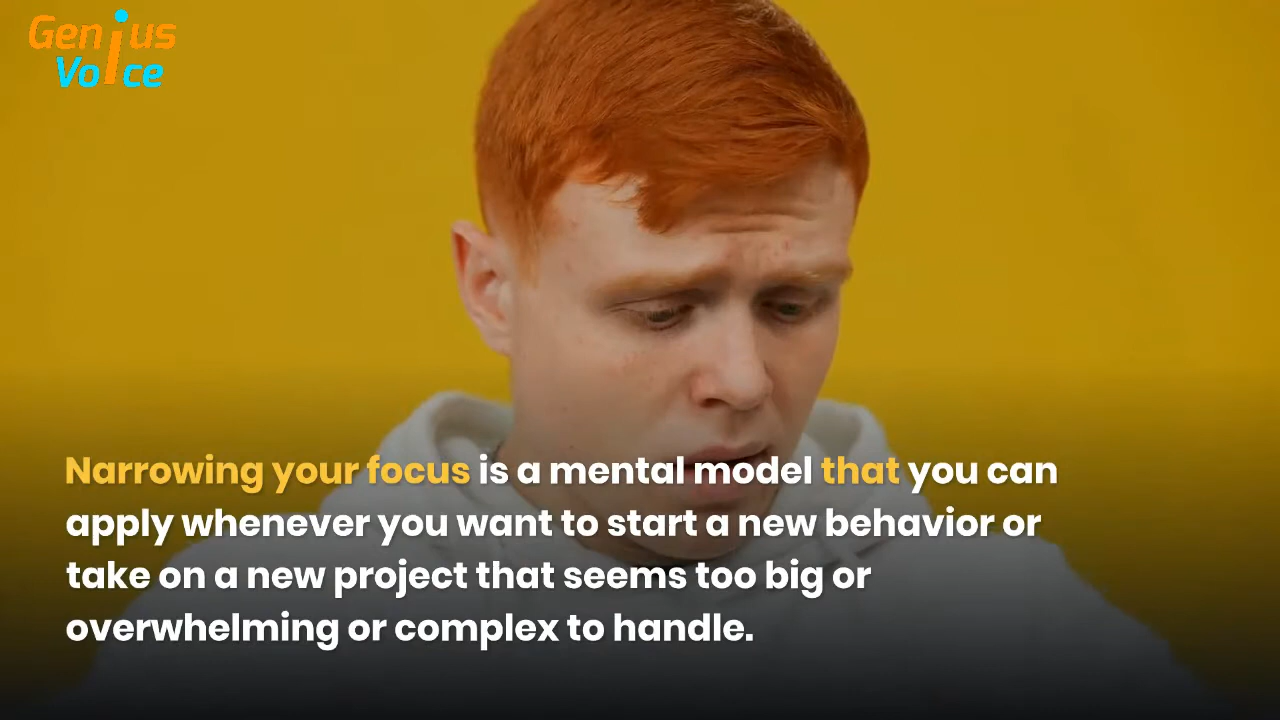 Genius
Voice
Narrowing your focus is a mental model that you can
apply whenever you want to start a new behavior or
take on a new project that seems too big or
overwhelming or complex to handle.